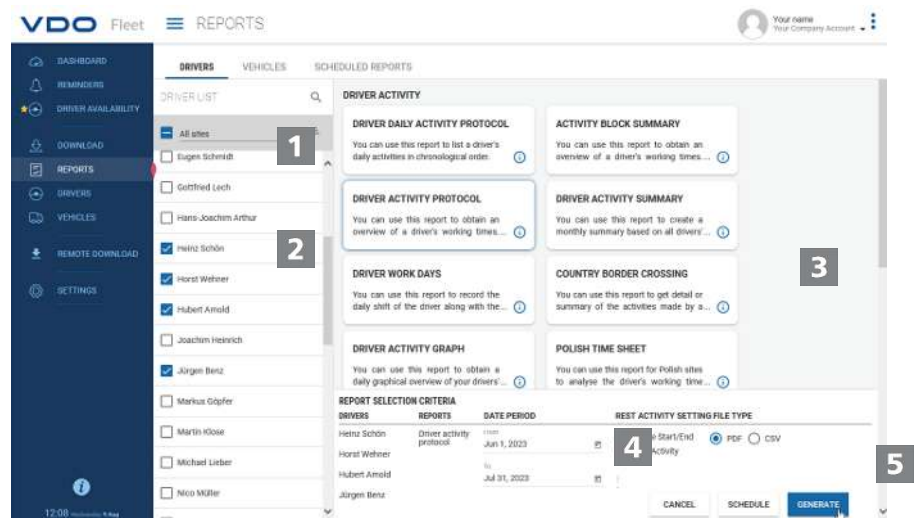 VDO Fleet
REPORTS
Your name
Your Company Account
DASHBOARD
REMINDERS
DRIVER AVAILABILITY
DOWNLOAD
REPORTS
DRIVERS
VEHICLES
REMOTE DOWNLOAD
SETTINGS
12:08
DRIVERS VEHICLES SCHEDULED REPORTS
DRIVER LIST
All sites
1
Eugen Schmidt
Gottfried Lech
Hans-Joachim Arthur
Heinz Schön
2
Horst Wehner
Hubert Arnold
Joachim Heinrich
Jürgen Benz
Markus Göpfer
Martin Klose
Michael Lieber
Nico Müller
DRIVER ACTIVITY
DRIVER DAILY ACTIVITY PROTOCOL
You can use this report to list a driver's
daily activities in chronological order.
ACTIVITY BLOCK SUMMARY
You can use this report to obtain an
overview of a driver's working times....
DRIVER ACTIVITY PROTOCOL
You can use this report to obtain an
overview of a driver's working times....
DRIVER ACTIVITY SUMMARY
You can use this report to create a
monthly summary based on all drivers'...
3
DRIVER WORK DAYS
You can use this report to record the
daily shift of the driver along with the...
COUNTRY BORDER CROSSING
You can use this report to get detail or
summary of the activities made by a...
DRIVER ACTIVITY GRAPH
You can use this report to obtain a
daily graphical overview of your drivers'...
POLISH TIME SHEET
You can use this report for Polish sites
to analyse the driver's working time...
REPORT SELECTION CRITERIA
DRIVERS REPORTS DATE PERIOD REST ACTIVITY SETTING FILE TYPE
Heinz Schön
Horst Wehner
Hubert Arnold
Jürgen Benz
Driver activity
protocol
From
Jun 1, 2023
To
Jul 31, 2023
4
Start/End
Activity
PDF CSV
5
CANCEL SCHEDULE GENERATE